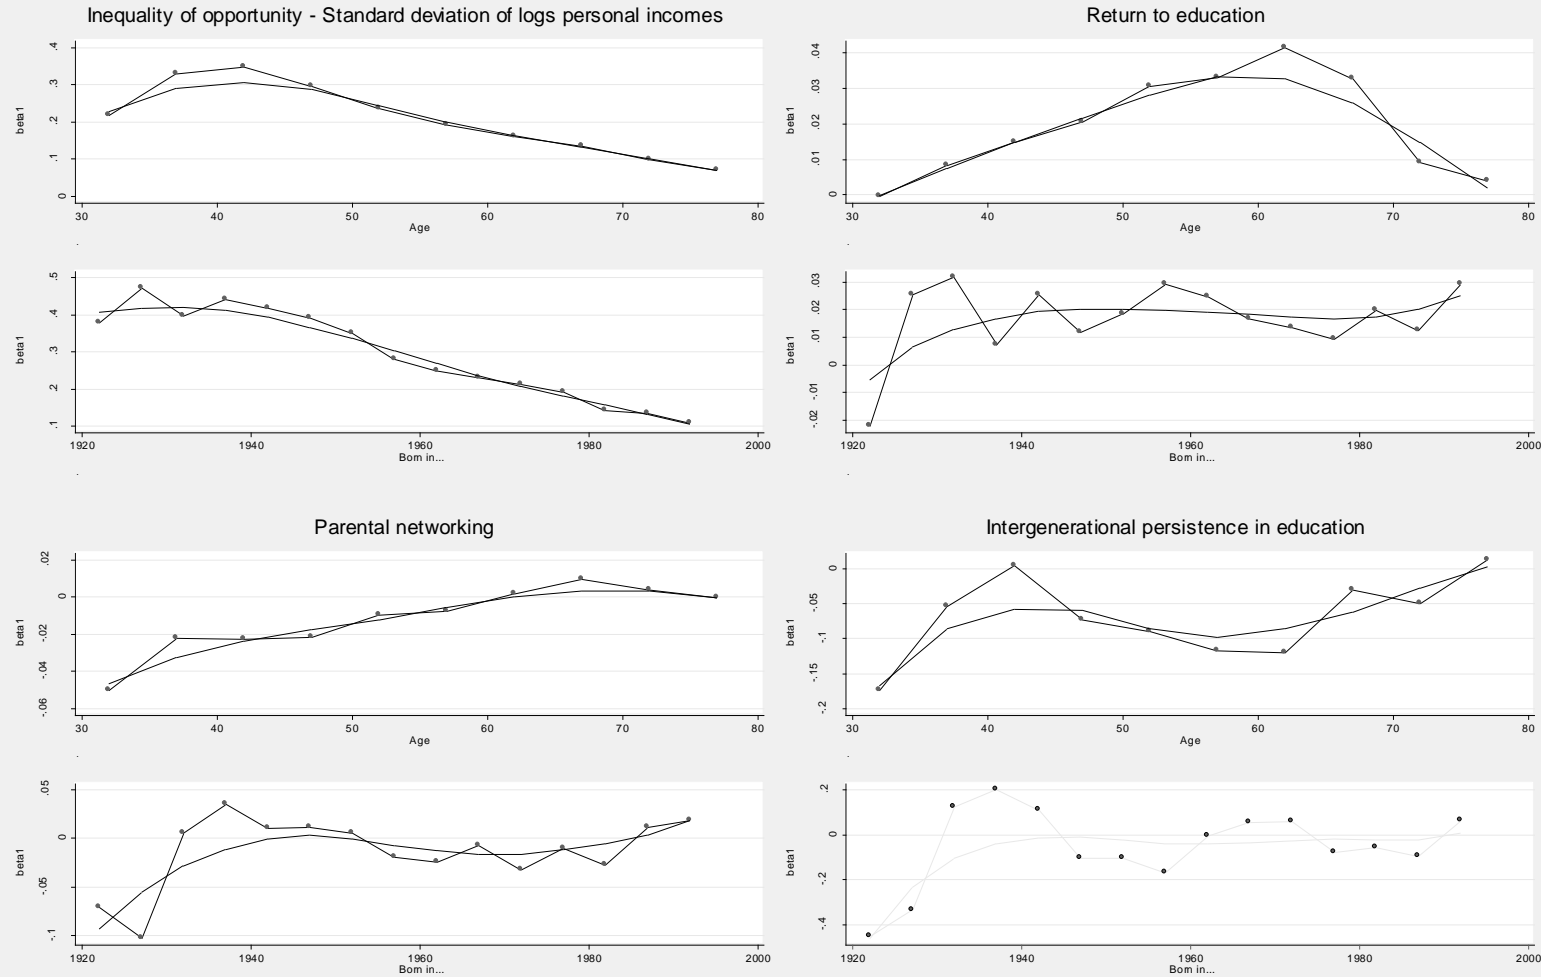 Inequality of opportunity - Standard deviation of logs personal incomes
beta1
.4
.3
.2
.1
0
30 40 50 60 70 80
Age
beta1
.5
.4
.3
.2
.1
1920 1940 1960 1980 2000
Born in...
Return to education
beta1
.04
.03
.02
.01
0
30 40 50 60 70 80
Age
beta1
.03
.02
.01
0
-.01
-.02
1920 1940 1960 1980 2000
Born in...
Parental networking
beta1
.02
0
-.02
-.04
-.06
30 40 50 60 70 80
Age
beta1
.05
0
-.05
-.1
1920 1940 1960 1980 2000
Born in...
Intergenerational persistence in education
beta1
0
-.05
-.1
-.15
-.2
30 40 50 60 70 80
Age
beta1
.2
0
-.2
-.4
1920 1940 1960 1980 2000
Born in...